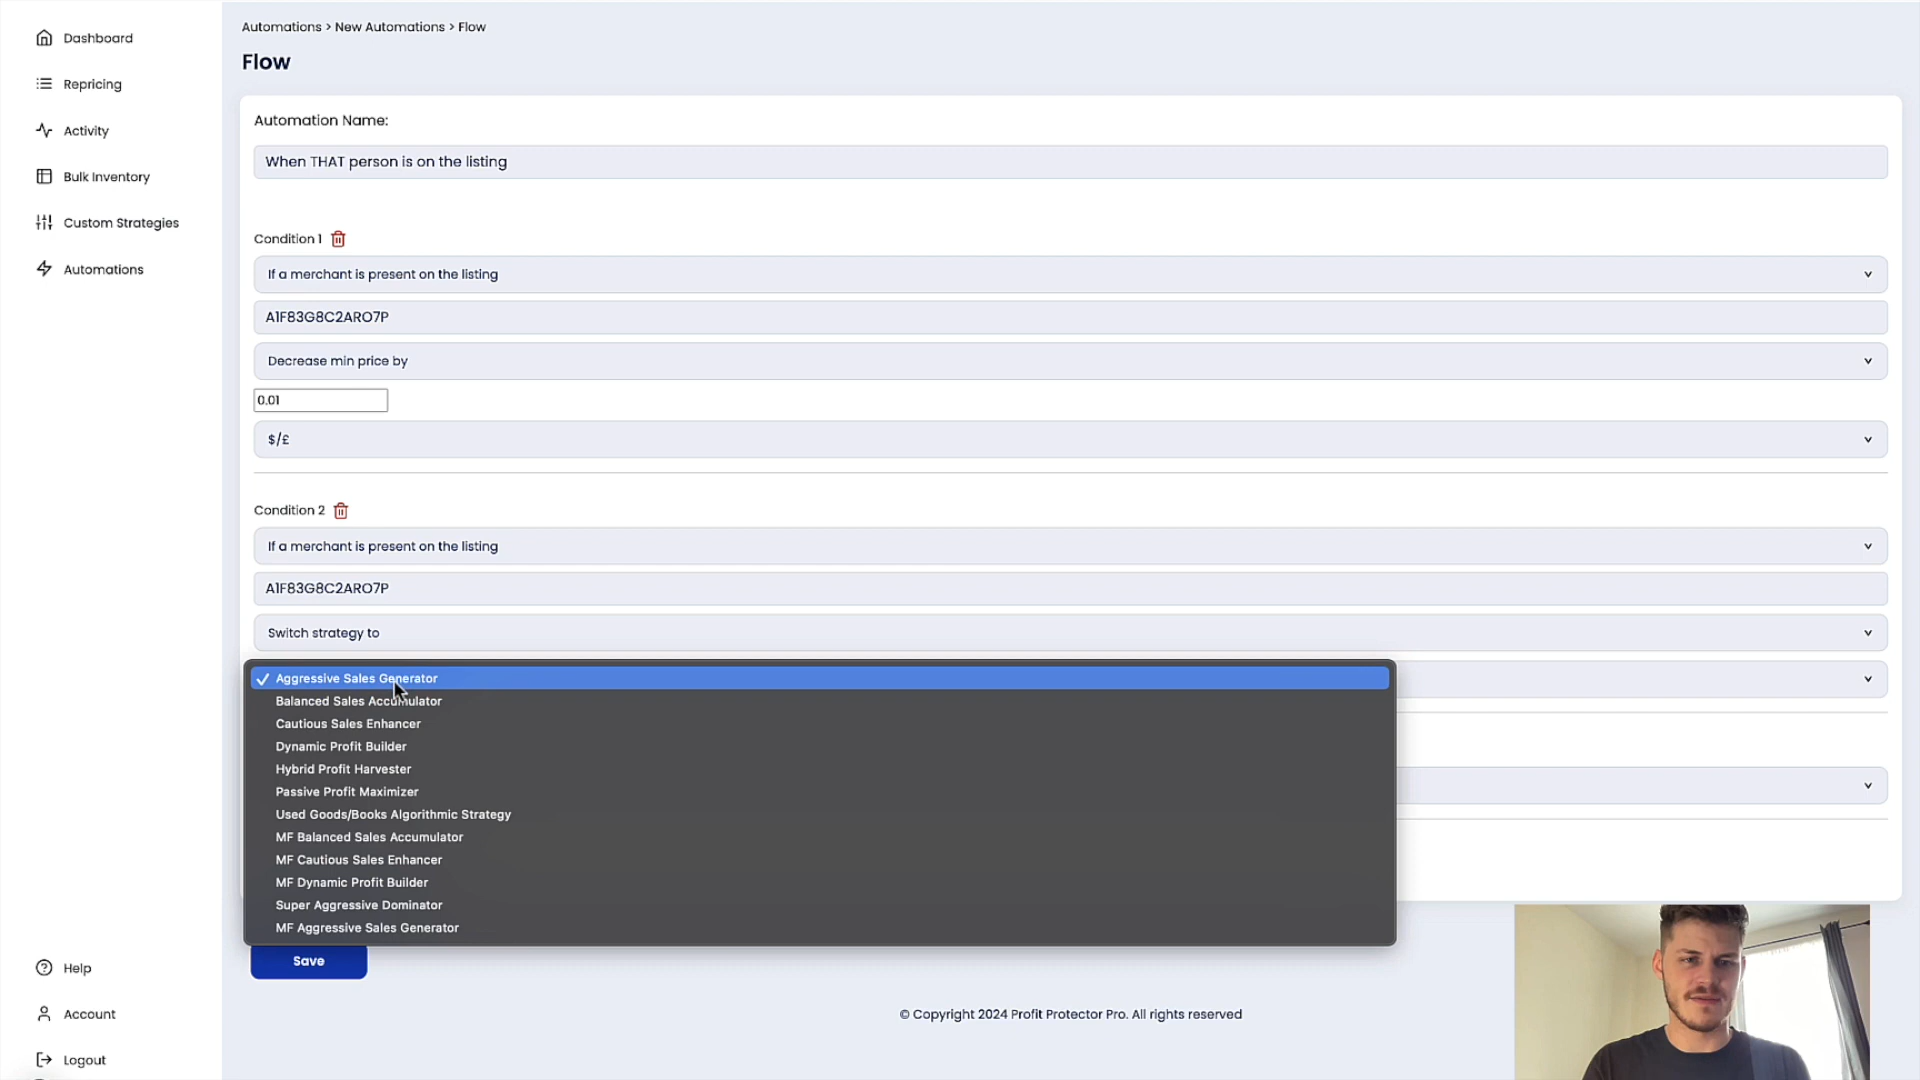 Dashboard
Repricing
Activity
Bulk Inventory
Custom Strategies
Automations
Help
Account
Logout
Automations > New Automations > Flow
Flow
Automation Name:
When THAT person is on the listing
Condition 1
If a merchant is present on the listing
A1F83G8C2ARO7P
Decrease min price by
0.01
$/£
Condition 2
If a merchant is present on the listing
A1F83G8C2ARO7P
Switch strategy to
Aggressive Sales Generator
Balanced Sales Accumulator
Cautious Sales Enhancer
Dynamic Profit Builder
Hybrid Profit Harvester
Passive Profit Maximizer
Used Goods/Books Algorithmic Strategy
MF Balanced Sales Accumulator
MF Cautious Sales Enhancer
MF Dynamic Profit Builder
Super Aggressive Dominator
MF Aggressive Sales Generator
Save
© Copyright 2024 Profit Protector Pro. All rights reserved